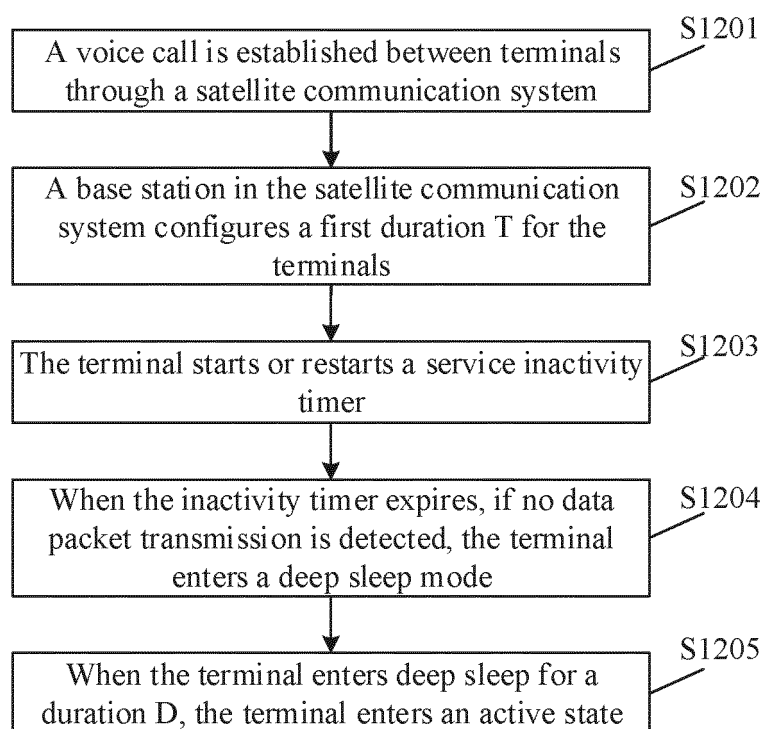 S1201
A voice call is established between terminals
through a satellite communication system
S1202
A base station in the satellite communication
system configures a first duration T for the
terminals
S1203
The terminal starts or restarts a service inactivity
timer
S1204
When the inactivity timer expires, if no data
packet transmission is detected, the terminal
enters a deep sleep mode
S1205
When the terminal enters deep sleep for a
duration D, the terminal enters an active state